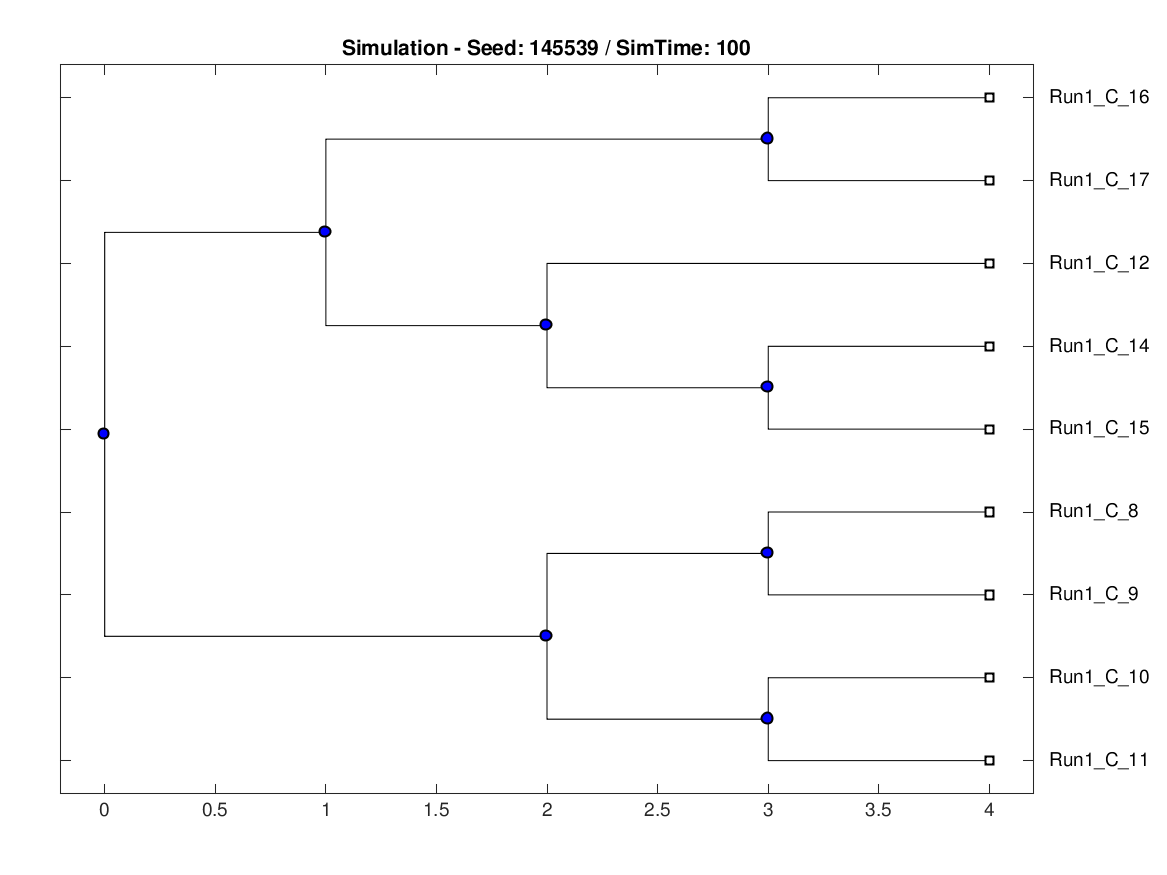 Simulation - Seed: 145539 / SimTime: 100
Run1_C_16
Run1_C_17
Run1_C_12
Run1_C_14
Run1_C_15
Run1_C_8
Run1_C_9
Run1_C_10
Run1_C_11
0 0.5 1 1.5 2 2.5 3 3.5 4